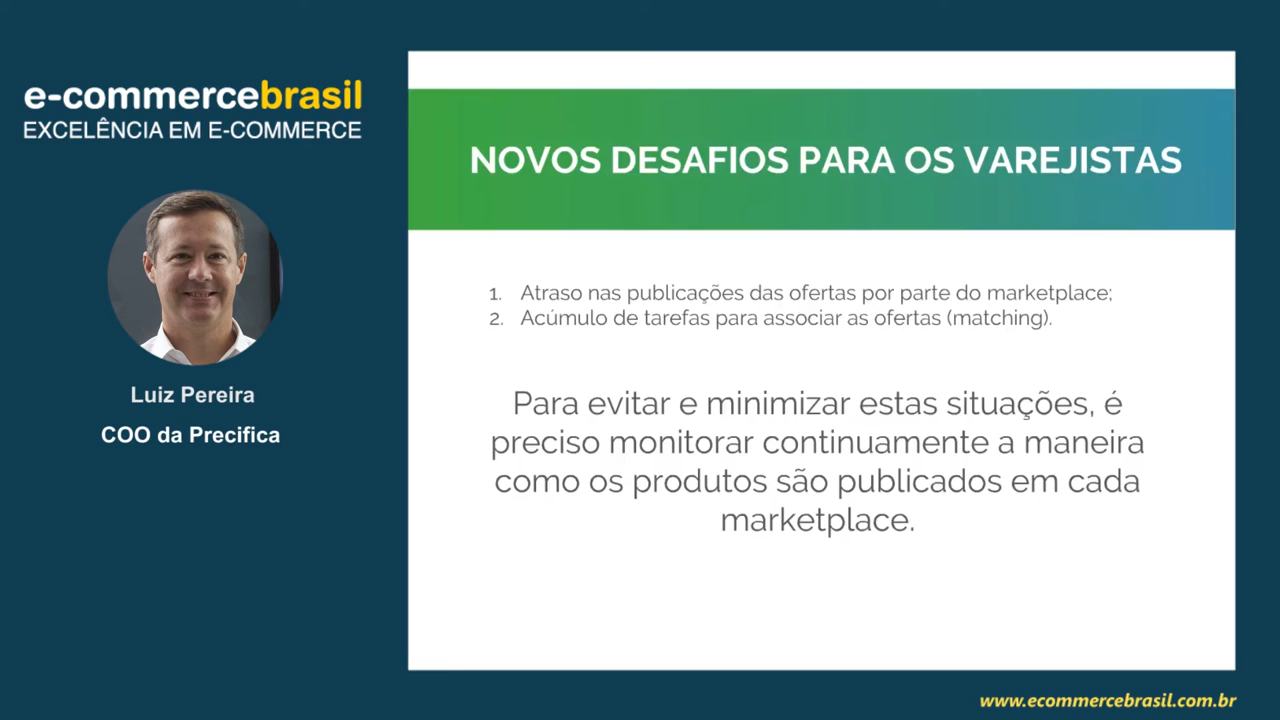 e-commercebrasil
EXCELÊNCIA EM E-COMMERCE
Luiz Pereira
COO da Precifica
NOVOS DESAFIOS PARA OS VAREJISTAS
1. Atraso nas publicações das ofertas por parte do marketplace;
2. Acúmulo de tarefas para associar as ofertas (matching).
Para evitar e minimizar estas situações, é
preciso monitorar continuamente a maneira
como os produtos são publicados em cada
marketplace.
www.ecommercebrasil.com.br